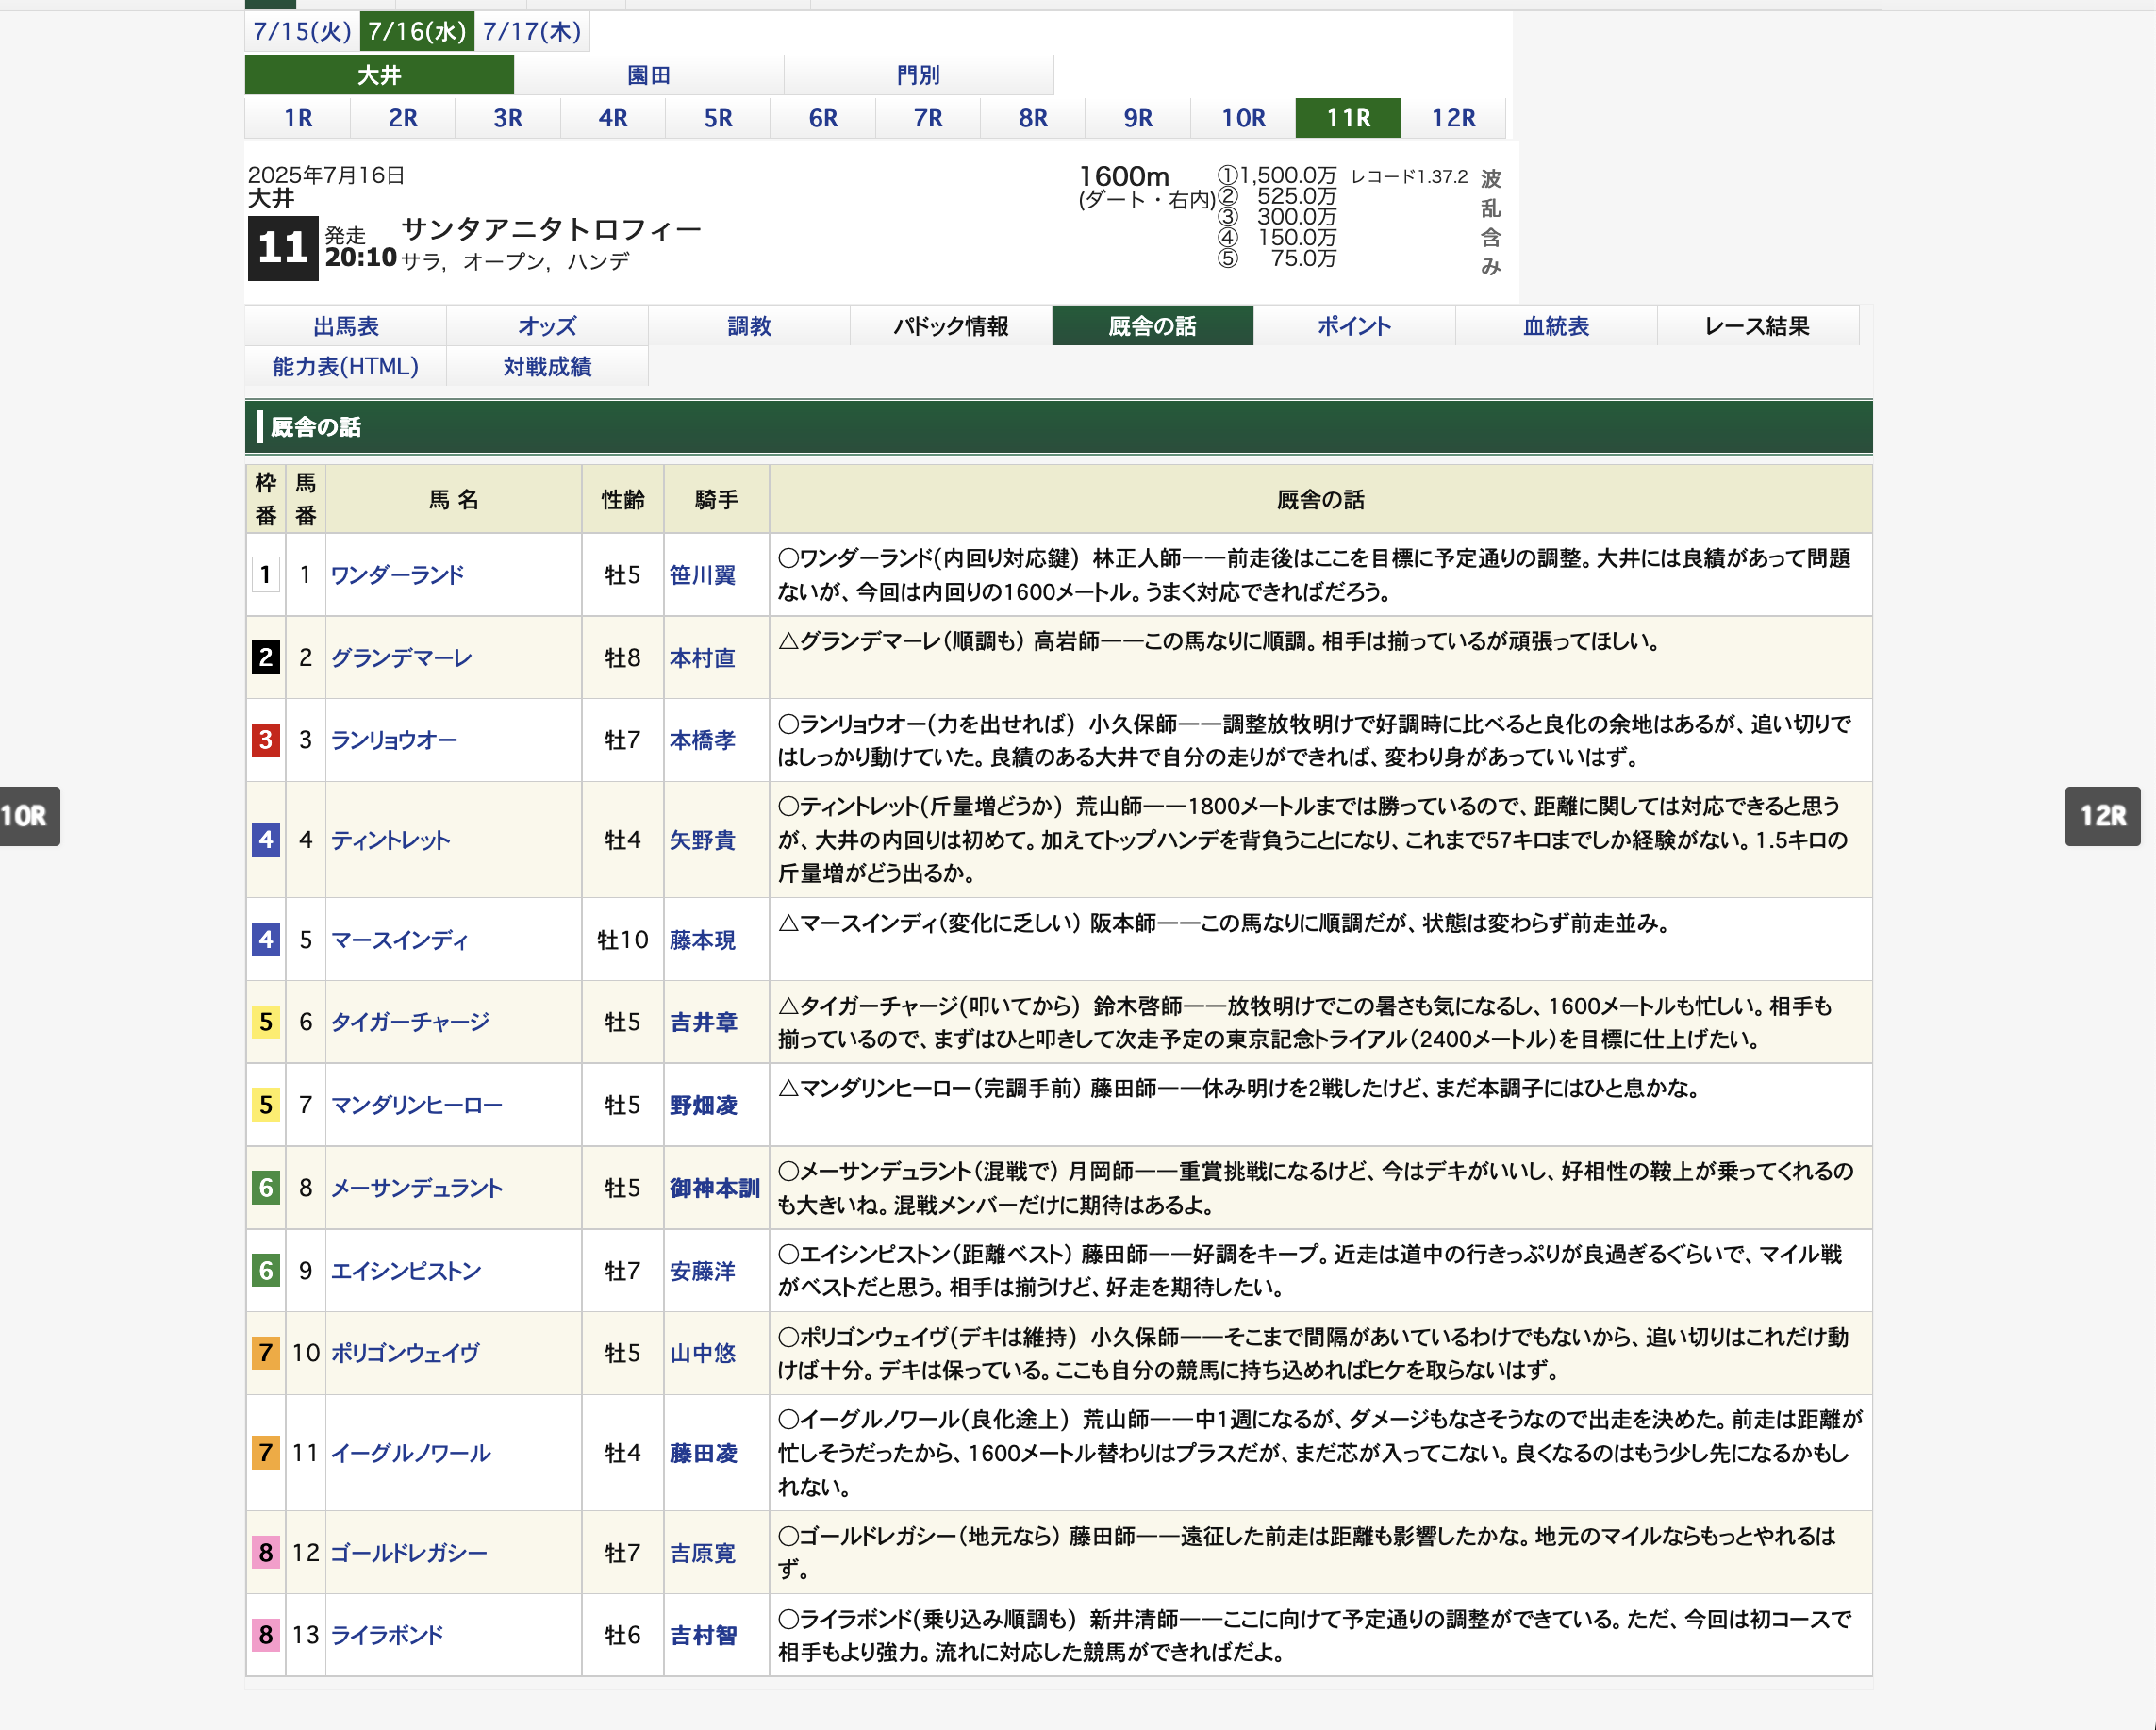 7/15(火) 7/16(水) 7/17(木)
大井 園田 門別
1R 2R 3R 4R 5R 6R 7R 8R 9R 10R 11R 12R
2025年7月16日
大井
11 発走 20:10
サンタアニタトロフィー
サラ, オープン, ハンデ
1600m
(ダート・右内)
①1,500.0万
② 525.0万
③ 300.0万
④ 150.0万
⑤ 75.0万
レコード1.37.2
波乱含み
出馬表 オッズ 調教 パドック情報 厩舎の話 ポイント 血統表 レース結果
能力表(HTML) 対戦成績
厩舎の話
枠番 馬番 馬 名 性齢 騎手 厩舎の話
1 1 ワンダーランド 牡5 笹川翼
○ワンダーランド(内回り対応鍵) 林正人師――前走後はここを目標に予定通りの調整。大井には良績があって問題
ないが、今回は内回りの1600メートル。うまく対応できればだろう。
2 2 グランデマーレ 牡8 本村直
△グランデマーレ(順調も) 高岩師――この馬なりに順調。相手は揃っているが頑張ってほしい。
3 3 ランリョウオー 牡7 本橋孝
○ランリョウオー(力を出せれば) 小久保師――調整放牧明けで好調時に比べると良化の余地はあるが、追い切りで
はしっかり動けていた。良績のある大井で自分の走りができれば、変わり身があっていいはず。
4 4 ティントレット 牡4 矢野貴
○ティントレット(斤量増どうか) 荒山師――1800メートルまでは勝っているので、距離に関しては対応できると思う
が、大井の内回りは初めて。加えてトップハンデを背負うことになり、これまで57キロまでしか経験がない。1.5キロの
斤量増がどう出るか。
4 5 マースインディ 牡10 藤本現
△マースインディ(変化に乏しい) 阪本師――この馬なりに順調だが、状態は変わらず前走並み。
5 6 タイガーチャージ 牡5 吉井章
△タイガーチャージ(叩いてから) 鈴木啓師――放牧明けでこの暑さも気になるし、1600メートルも忙しい。相手も
揃っているので、まずはひと叩きして次走予定の東京記念トライアル(2400メートル)を目標に仕上げたい。
5 7 マンダリンヒーロー 牡5 野畑凌
△マンダリンヒーロー(完調手前) 藤田師――休み明けを2戦したけど、まだ本調子にはひと息かな。
6 8 メーサンデュラント 牡5 御神本訓
○メーサンデュラント(混戦で) 月岡師――重賞挑戦になるけど、今はデキがいいし、好相性の鞍上が乗ってくれるの
も大きいね。混戦メンバーだけに期待はあるよ。
6 9 エイシンピストン 牡7 安藤洋
○エイシンピストン(距離ベスト) 藤田師――好調をキープ。近走は道中の行きっぷりが良過ぎるぐらいで、マイル戦
がベストだと思う。相手は揃うけど、好走を期待したい。
7 10 ポリゴンウェイヴ 牡5 山中悠
○ポリゴンウェイヴ(デキは維持) 小久保師――そこまで間隔があいているわけでもないから、追い切りはこれだけ動
けば十分。デキは保っている。ここも自分の競馬に持ち込めればヒケを取らないはず。
7 11 イーグルノワール 牡4 藤田凌
○イーグルノワール(良化途上) 荒山師――中1週になるが、ダメージもなさそうなので出走を決めた。前走は距離が
忙しそうだったから、1600メートル替わりはプラスだが、まだ芯が入ってこない。良くなるのはもう少し先になるかもし
れない。
8 12 ゴールドレガシー 牡7 吉原寛
○ゴールドレガシー(地元なら) 藤田師――遠征した前走は距離も影響したかな。地元のマイルならもっとやれるは
ず。
8 13 ライラボンド 牡6 吉村智
○ライラボンド(乗り込み順調も) 新井清師――ここに向けて予定通りの調整ができている。ただ、今回は初コースで
相手もより強力。流れに対応した競馬ができればだよ。
10R
12R